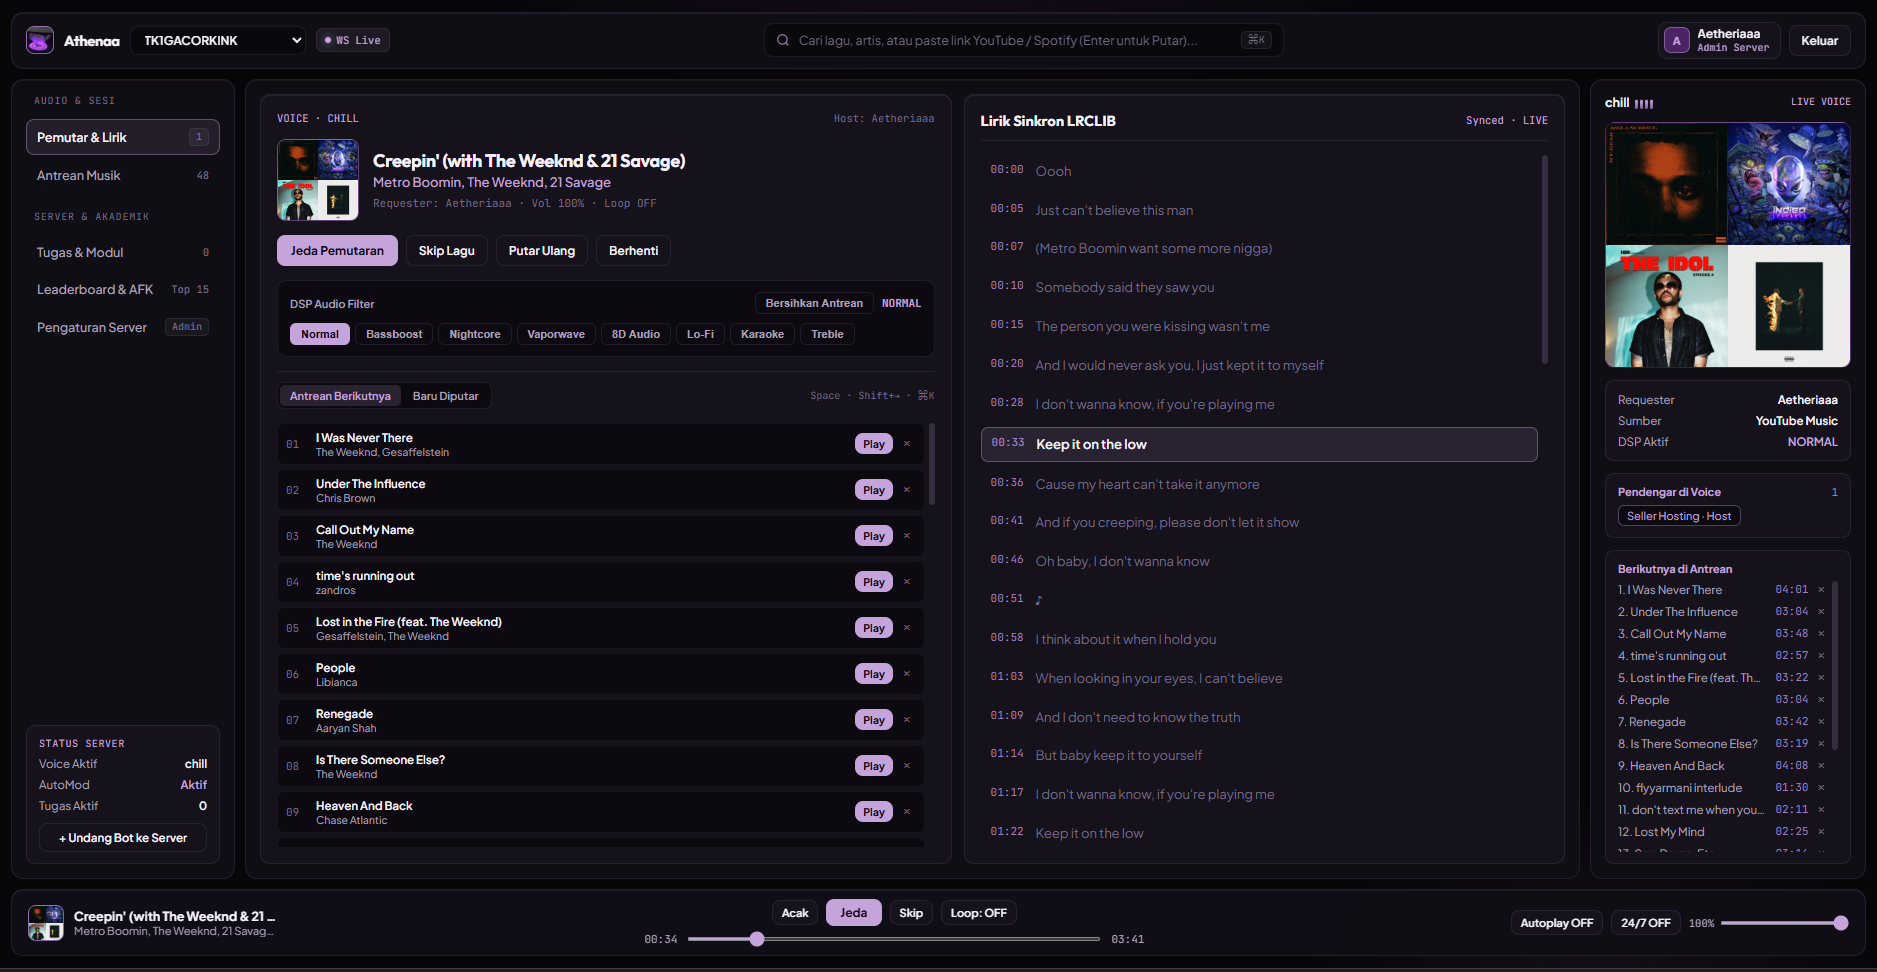 Athenaa
TK1GACORKINK
WS Live
Cari lagu, artis, atau paste link YouTube / Spotify (Enter untuk Putar)...
⌘K
A
Aetheriaaa
Admin Server
Keluar
AUDIO & SESI
Pemutar & Lirik 1
Antrean Musik 48
SERVER & AKADEMIK
Tugas & Modul 0
Leaderboard & AFK Top 15
Pengaturan Server Admin
STATUS SERVER
Voice Aktif chill
AutoMod Aktif
Tugas Aktif 0
+ Undang Bot ke Server
VOICE · CHILL
Host: Aetheriaaa
Creepin' (with The Weeknd & 21 Savage)
Metro Boomin, The Weeknd, 21 Savage
Requester: Aetheriaaa · Vol 100% · Loop OFF
Jeda Pemutaran Skip Lagu Putar Ulang Berhenti
DSP Audio Filter Bersihkan Antrean NORMAL
Normal Bassboost Nightcore Vaporwave 8D Audio Lo-Fi Karaoke Treble
Antrean Berikutnya Baru Diputar Space · Shift+→ · ⌘K
01 I Was Never There Play ×
The Weeknd, Gesaffelstein
02 Under The Influence Play ×
Chris Brown
03 Call Out My Name Play ×
The Weeknd
04 time's running out Play ×
zandros
05 Lost in the Fire (feat. The Weeknd) Play ×
Gesaffelstein, The Weeknd
06 People Play ×
Libianca
07 Renegade Play ×
Aaryan Shah
08 Is There Someone Else? Play ×
The Weeknd
09 Heaven And Back Play ×
Chase Atlantic
Lirik Sinkron LRCLIB
Synced · LIVE
00:00 Oooh
00:05 Just can't believe this man
00:07 (Metro Boomin want some more nigga)
00:10 Somebody said they saw you
00:15 The person you were kissing wasn't me
00:20 And I would never ask you, I just kept it to myself
00:28 I don't wanna know, if you're playing me
00:33 Keep it on the low
00:36 Cause my heart can't take it anymore
00:41 And if you creeping, please don't let it show
00:46 Oh baby, I don't wanna know
00:51 ♪
00:58 I think about it when I hold you
01:03 When looking in your eyes, I can't believe
01:09 And I don't need to know the truth
01:14 But baby keep it to yourself
01:17 I don't wanna know, if you're playing me
01:22 Keep it on the low
chill LIVE VOICE
INDIGO
THE IDOL
Requester Aetheriaaa
Sumber YouTube Music
DSP Aktif NORMAL
Pendengar di Voice 1
Seller Hosting · Host
Berikutnya di Antrean
1. I Was Never There 04:01 ×
2. Under The Influence 03:04 ×
3. Call Out My Name 03:48 ×
4. time's running out 02:57 ×
5. Lost in the Fire (feat. Th... 03:22 ×
6. People 03:04 ×
7. Renegade 03:42 ×
8. Is There Someone Else? 03:19 ×
9. Heaven And Back 04:08 ×
10. flyyarmani interlude 01:30 ×
11. don't text me when you... 02:11 ×
12. Lost My Mind 02:25 ×
Creepin' (with The Weeknd & 21 ...
Metro Boomin, The Weeknd, 21 Savag...
Acak Jeda Skip Loop: OFF
00:34 03:41
Autoplay OFF 24/7 OFF 100%